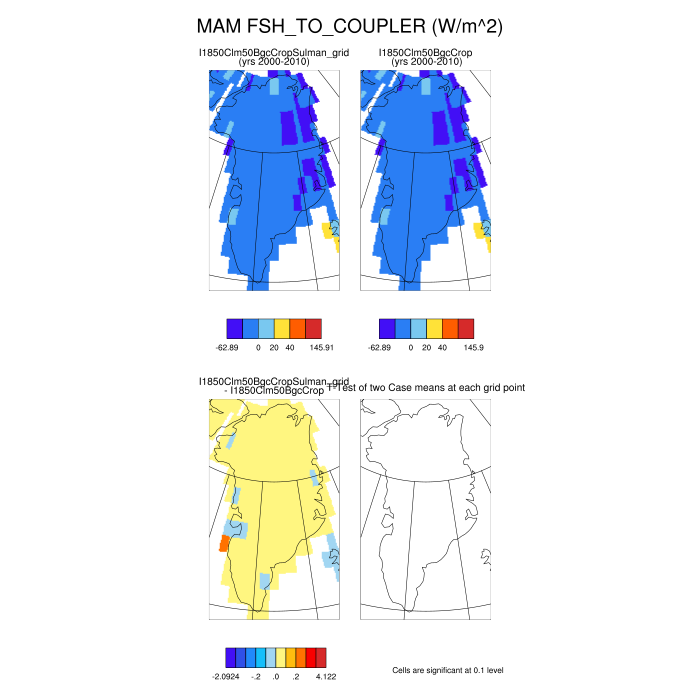 MAM FSH_TO_COUPLER (W/m^2)
I1850Clm50BgcCropSulman_grid
(yrs 2000-2010)
I1850Clm50BgcCrop
(yrs 2000-2010)
-62.89 0 20 40 145.91
-62.89 0 20 40 145.9
I1850Clm50BgcCropSulman_grid
- I1850Clm50BgcCrop
T-Test of two Case means at each grid point
-2.0924 -.2 .0 .2 4.122
Cells are significant at 0.1 level